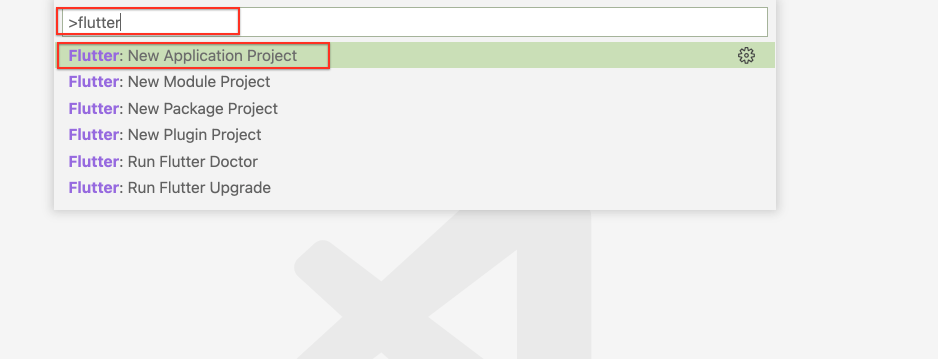 >flutter
Flutter: New Application Project
Flutter: New Module Project
Flutter: New Package Project
Flutter: New Plugin Project
Flutter: Run Flutter Doctor
Flutter: Run Flutter Upgrade